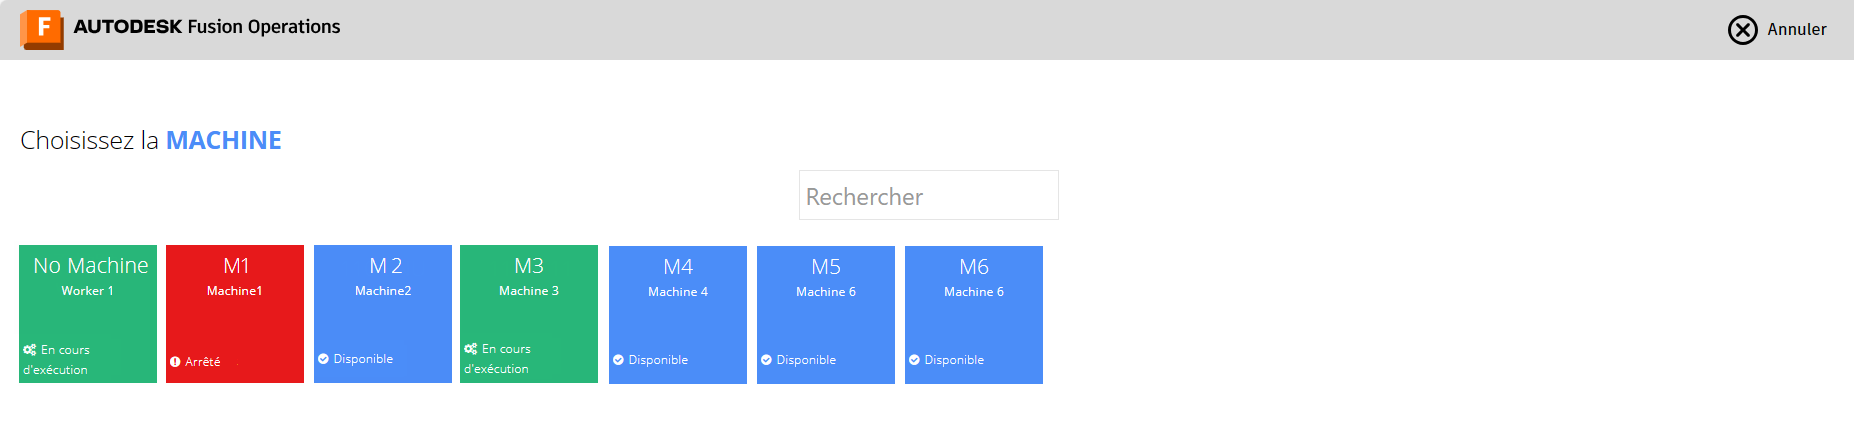 F AUTODESK Fusion Operations
Annuler
Choisissez la MACHINE
Rechercher
No Machine
Worker 1
En cours
d'exécution
M1
Machine1
Arrêté
M 2
Machine2
Disponible
M3
Machine 3
En cours
d'exécution
M4
Machine 4
Disponible
M5
Machine 6
Disponible
M6
Machine 6
Disponible